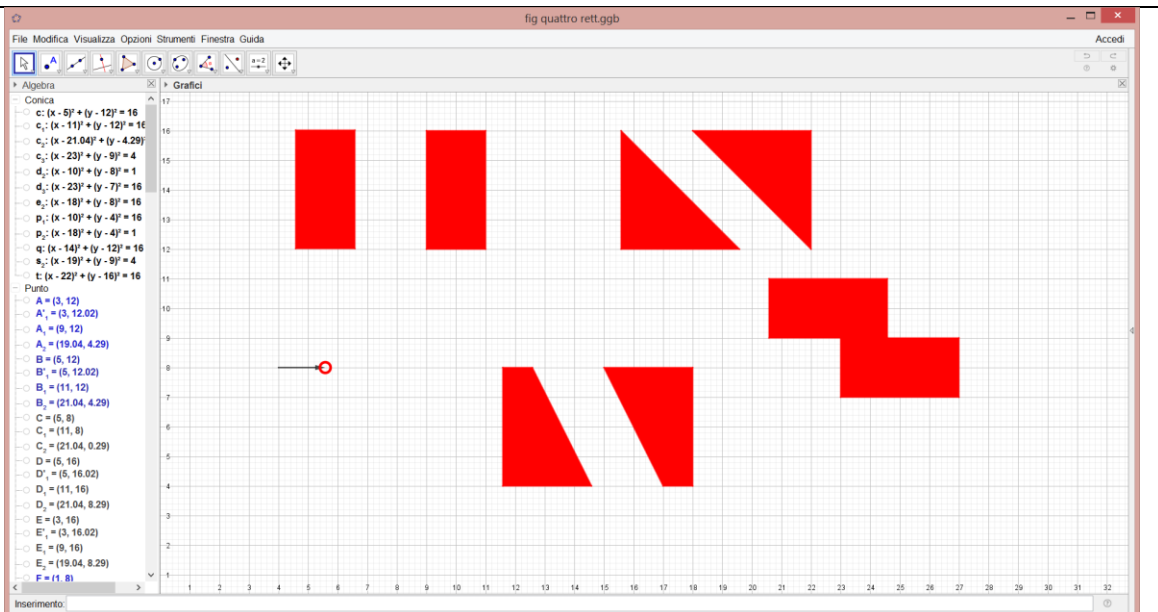 fig quattro rett.ggb
File Modifica Visualizza Opzioni Strumenti Finestra Guida
Accedi
a=2
Algebra
Grafici
Conica
c: (x - 5)² + (y - 12)² = 16
c₁: (x - 11)² + (y - 12)² = 16
c₂: (x - 21.04)² + (y - 4.29)²
c₃: (x - 23)² + (y - 9)² = 4
d₂: (x - 10)² + (y - 8)² = 1
d₃: (x - 23)² + (y - 7)² = 16
e₂: (x - 18)² + (y - 8)² = 16
p₁: (x - 10)² + (y - 4)² = 16
p₂: (x - 18)² + (y - 4)² = 1
q: (x - 14)² + (y - 12)² = 16
s₂: (x - 19)² + (y - 9)² = 4
t: (x - 22)² + (y - 16)² = 16
Punto
A = (3, 12)
A'₁ = (3, 12.02)
A₁ = (9, 12)
A₂ = (19.04, 4.29)
B = (5, 12)
B'₁ = (5, 12.02)
B₁ = (11, 12)
B₂ = (21.04, 4.29)
C = (5, 8)
C₁ = (11, 8)
C₂ = (21.04, 0.29)
D = (5, 16)
D'₁ = (5, 16.02)
D₁ = (11, 16)
D₂ = (21.04, 8.29)
E = (3, 16)
E'₁ = (3, 16.02)
E₁ = (9, 16)
E₂ = (19.04, 8.29)
F = (1, 8)
17
16
15
14
13
12
11
10
9
8
7
6
5
4
3
2
1
1 2 3 4 5 6 7 8 9 10 11 12 13 14 15 16 17 18 19 20 21 22 23 24 25 26 27 28 29 30 31 32
Inserimento: